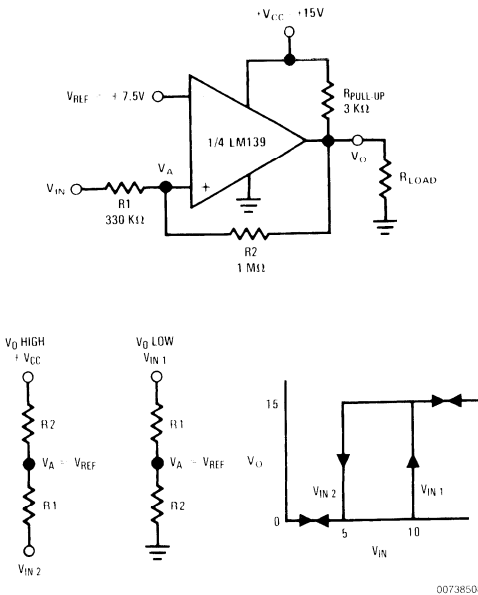 +VCC +15V
VREF = + 7.5V
RPULL-UP
3 KΩ
1/4 LM139
VA
VO
VIN
+
R1
330 KΩ
RLOAD
R2
1 MΩ
VO HIGH
+ VCC
VO LOW
VIN 1
R2
R1
VA = VREF
VA = VREF
R1
R2
VIN 2
15
VO
VIN 2
VIN 1
0
5
10
VIN
0073850